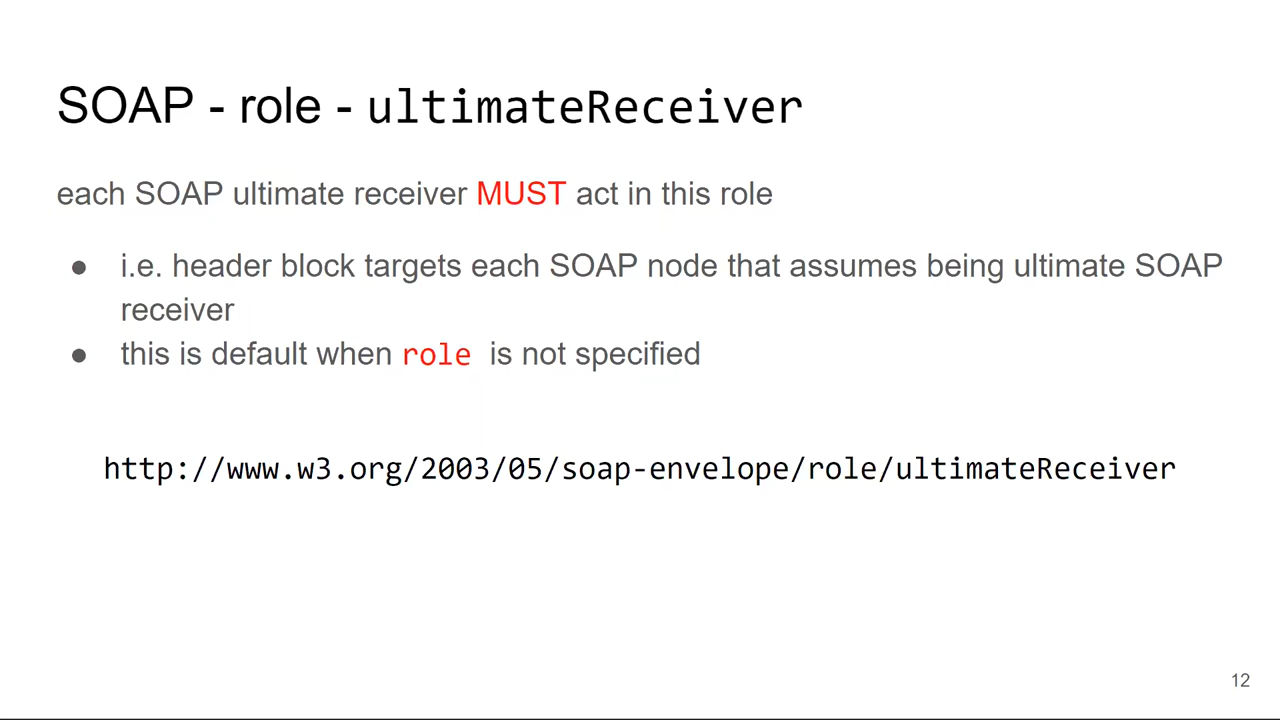 SOAP - role - ultimateReceiver
each SOAP ultimate receiver MUST act in this role
● i.e. header block targets each SOAP node that assumes being ultimate SOAP
receiver
● this is default when role is not specified
http://www.w3.org/2003/05/soap-envelope/role/ultimateReceiver
12